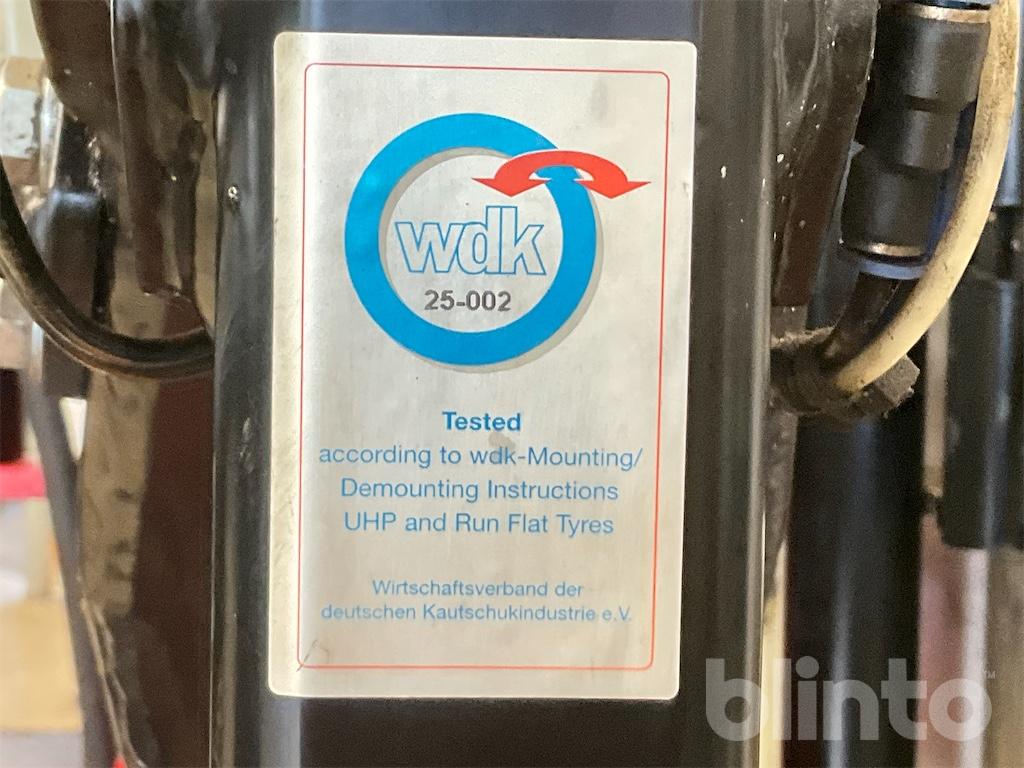 wdk
25-002
Tested
according to wdk-Mounting/
Demounting Instructions
UHP and Run Flat Tyres
Wirtschaftsverband der
deutschen Kautschukindustrie e.V.
blinto™